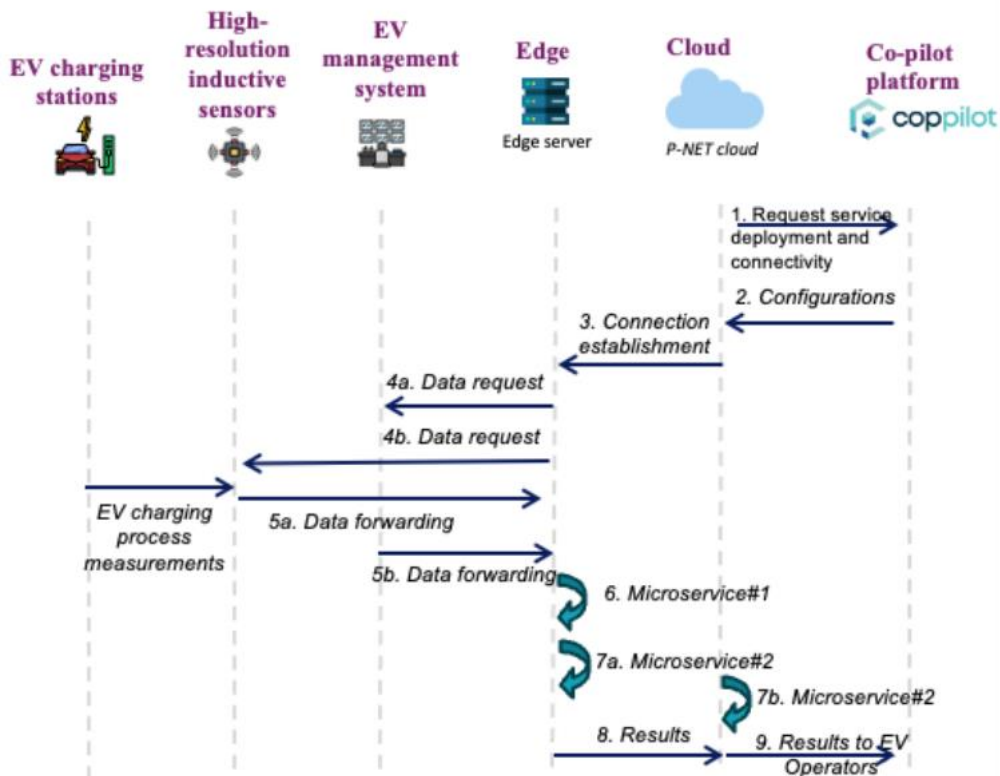 EV charging
stations
High-
resolution
inductive
sensors
EV
management
system
Edge
Edge server
Cloud
P-NET cloud
Co-pilot
platform
coppilot
1. Request service
deployment and
connectivity
2. Configurations
3. Connection
establishment
4a. Data request
4b. Data request
EV charging
process
measurements
5a. Data forwarding
5b. Data forwarding
6. Microservice#1
7a. Microservice#2
7b. Microservice#2
8. Results
9. Results to EV
Operators